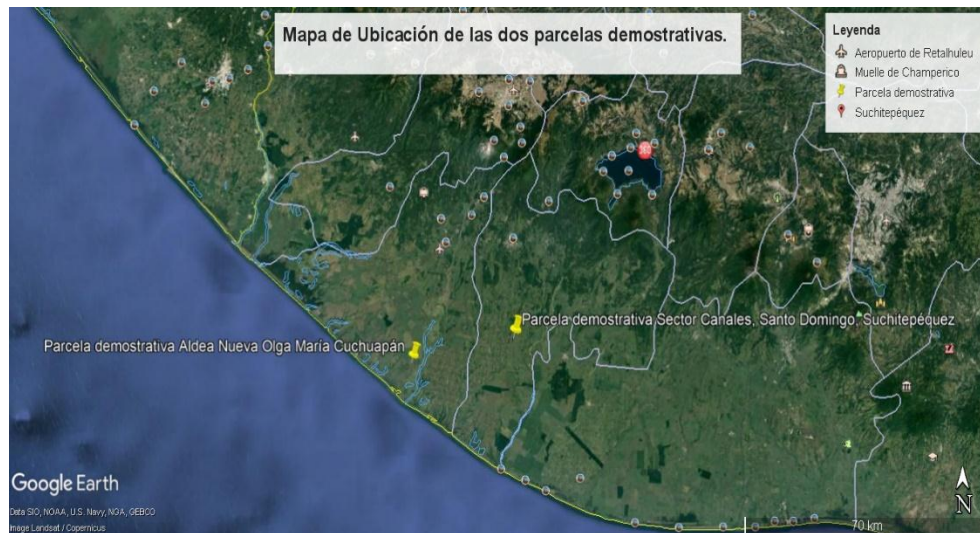 Mapa de Ubicación de las dos parcelas demostrativas.
Leyenda
Aeropuerto de Retalhuleu
Muelle de Champerico
Parcela demostrativa
Suchitepéquez
Parcela demostrativa Sector Canales, Santo Domingo, Suchitepéquez
Parcela demostrativa Aldea Nueva Olga María Cuchuapán
Google Earth
Data SIO, NOAA, U.S. Navy, NGA, GEBCO
Image Landsat / Copernicus
N
70 km